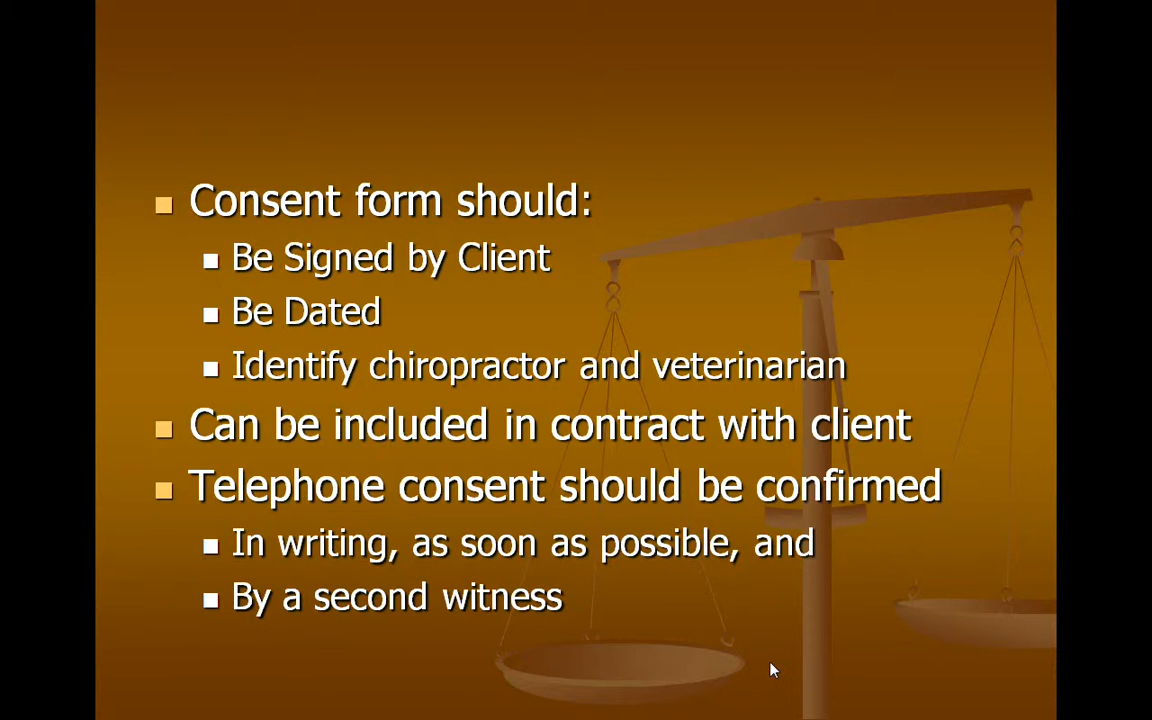 Consent form should:
Be Signed by Client
Be Dated
Identify chiropractor and veterinarian
Can be included in contract with client
Telephone consent should be confirmed
In writing, as soon as possible, and
By a second witness